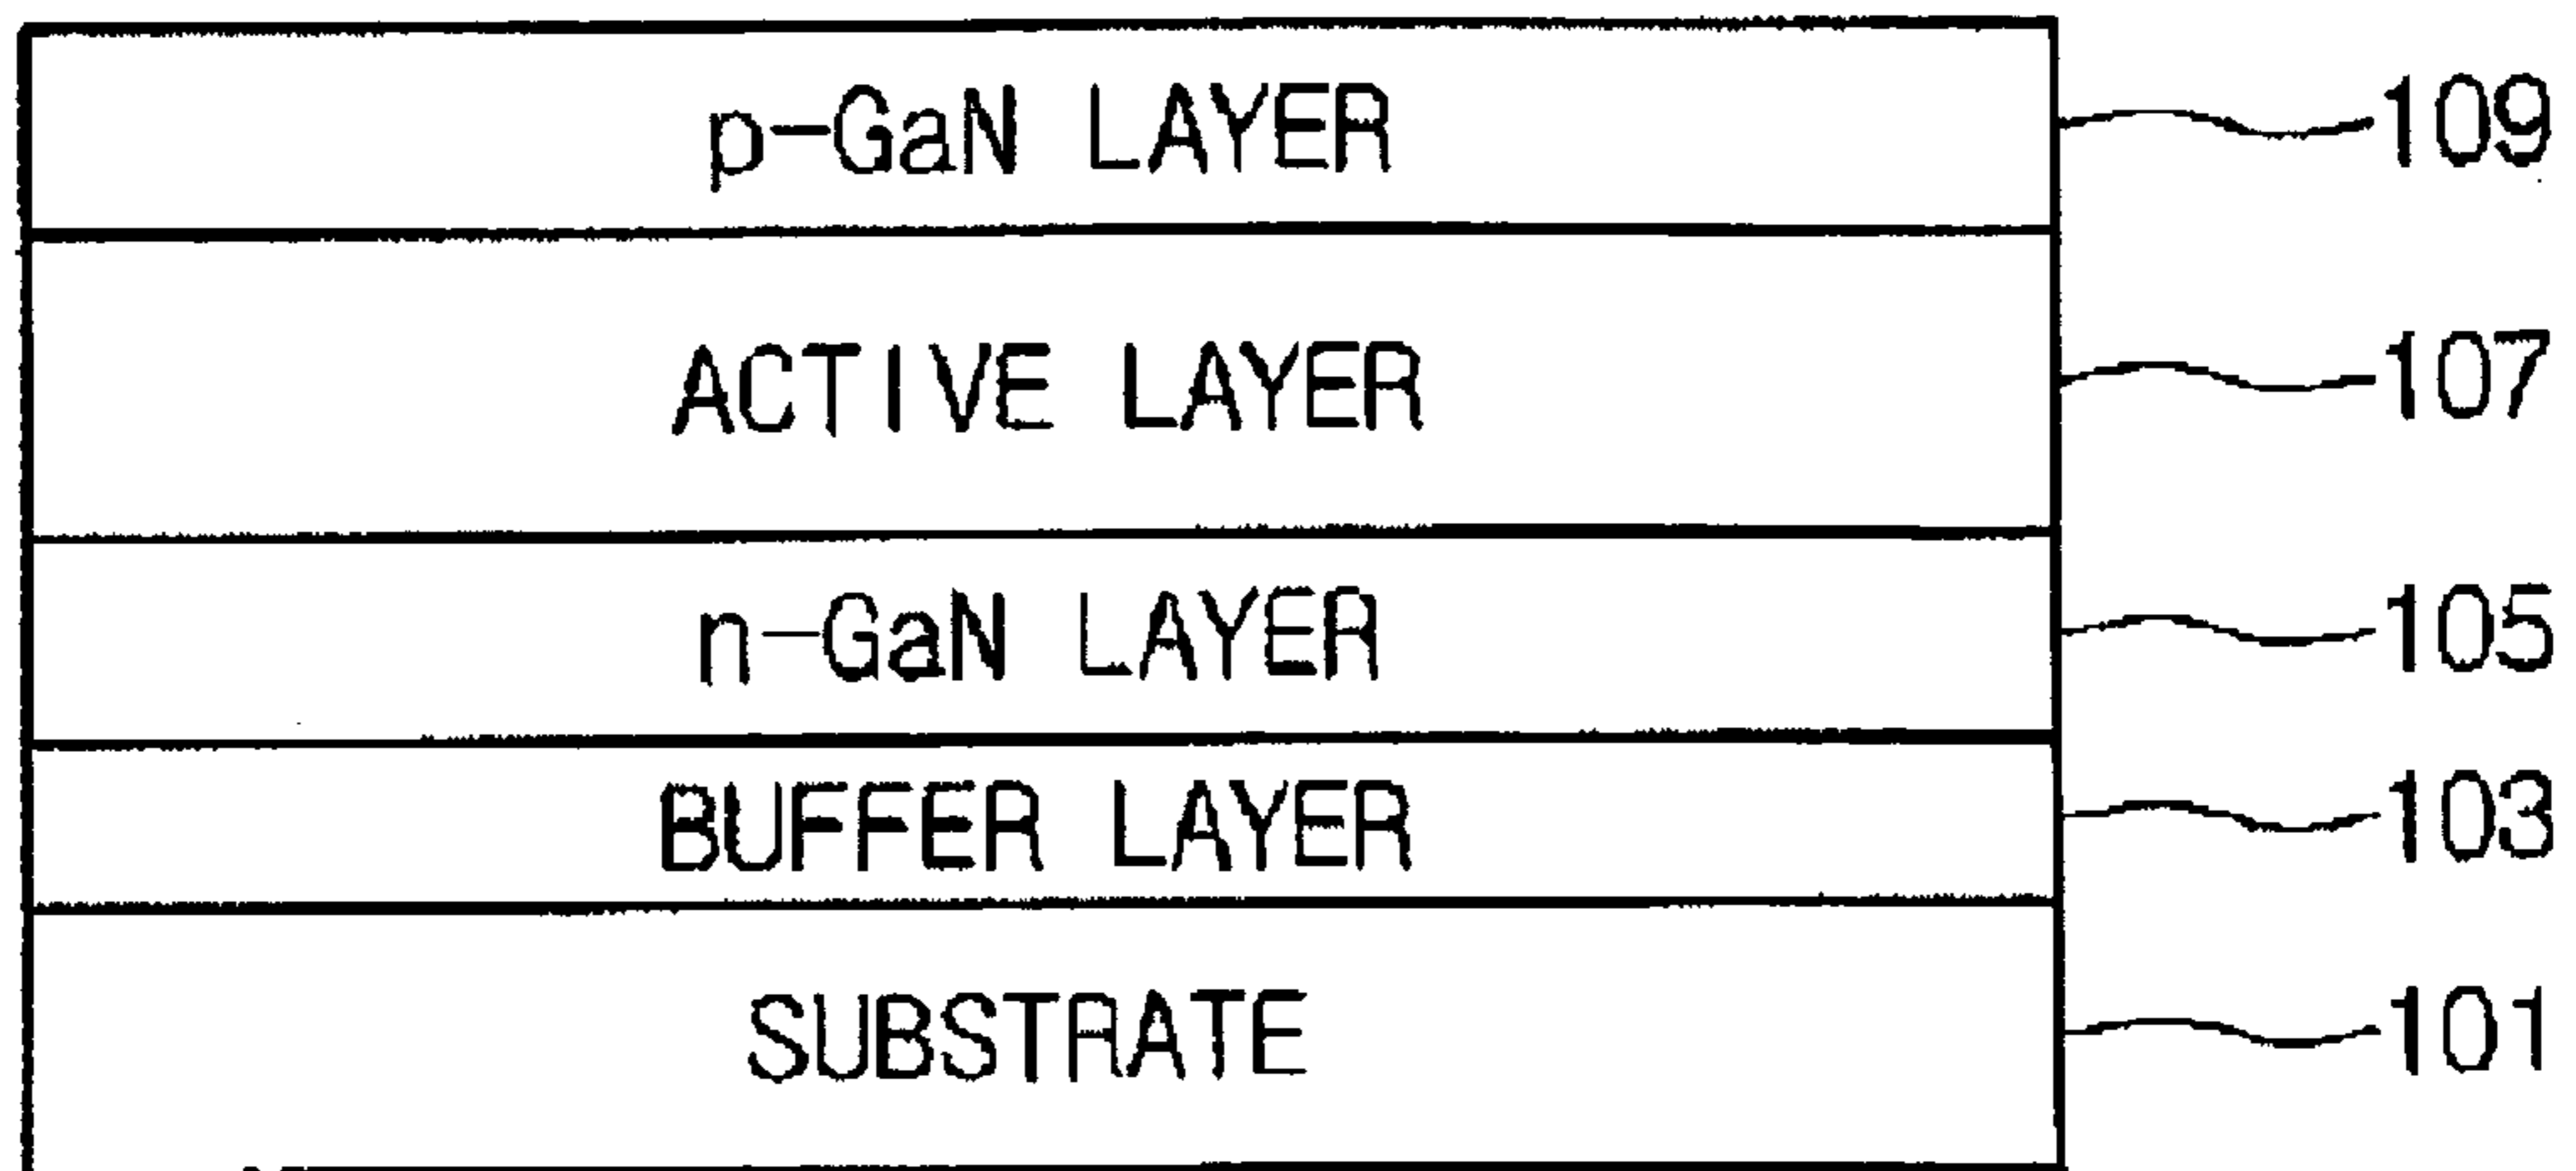 p-GaN LAYER 109
ACTIVE LAYER 107
n-GaN LAYER 105
BUFFER LAYER 103
SUBSTRATE 101